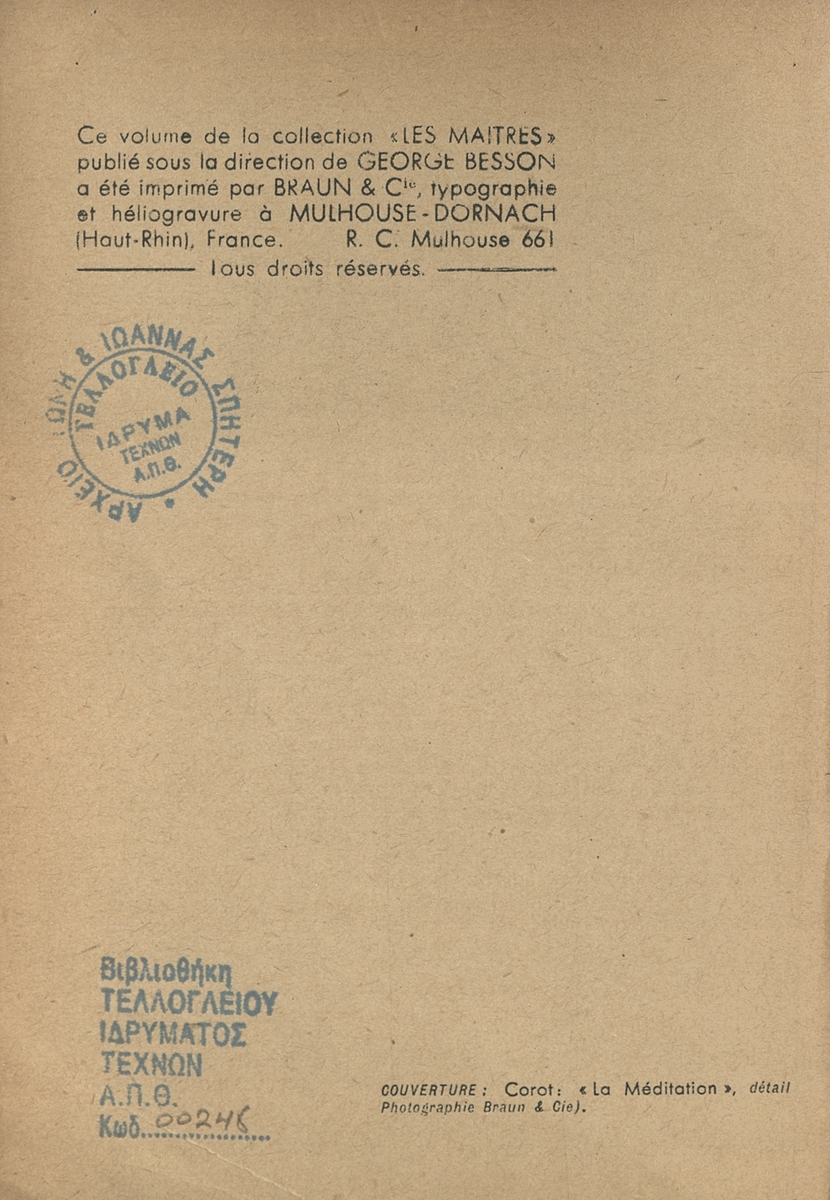 Ce volume de la collection «LES MAITRES»
publié sous la direction de GEORGE BESSON
a été imprimé par BRAUN & Cie, typographie
et héliogravure à MULHOUSE-DORNACH
(Haut-Rhin), France. R. C. Mulhouse 661
Tous droits réservés.
ΑΡΧΕΙΟ ΤΩΝΗ & ΙΩΑΝΝΑΣ ΣΠΗΤΕΡΗ
ΤΕΛΛΟΓΛΕΙΟ
ΙΔΡΥΜΑ
ΤΕΧΝΩΝ
Α.Π.Θ.
Βιβλιοθήκη
ΤΕΛΛΟΓΛΕΙΟΥ
ΙΔΡΥΜΑΤΟΣ
ΤΕΧΝΩΝ
Α.Π.Θ.
Κωδ.
COUVERTURE: Corot: «La Méditation», détail
Photographie Braun & Cie).